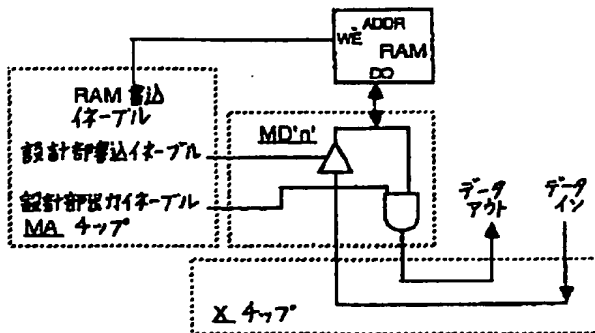 ADDR
WE
RAM
DO
RAM 書込
イネーブル
MD'n'
設計部書込イネーブル
設計部出力イネーブル
MA チップ
データ
アウト
データ
イン
X チップ